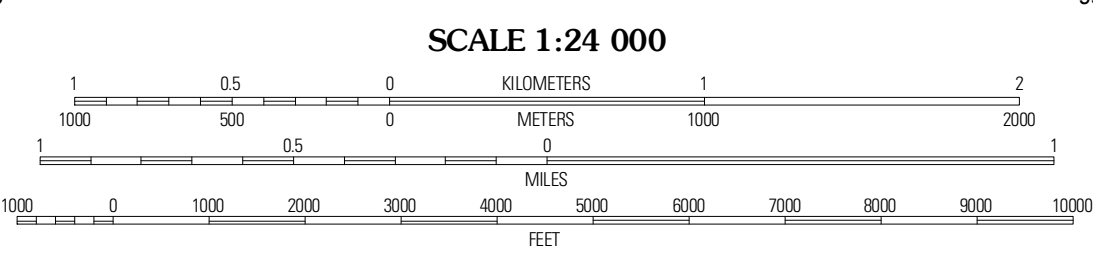 SCALE 1:24 000
1 0.5 0 KILOMETERS 1 2
1000 500 0 METERS 1000 2000
1 0.5 0 1
MILES
1000 0 1000 2000 3000 4000 5000 6000 7000 8000 9000 10000
FEET